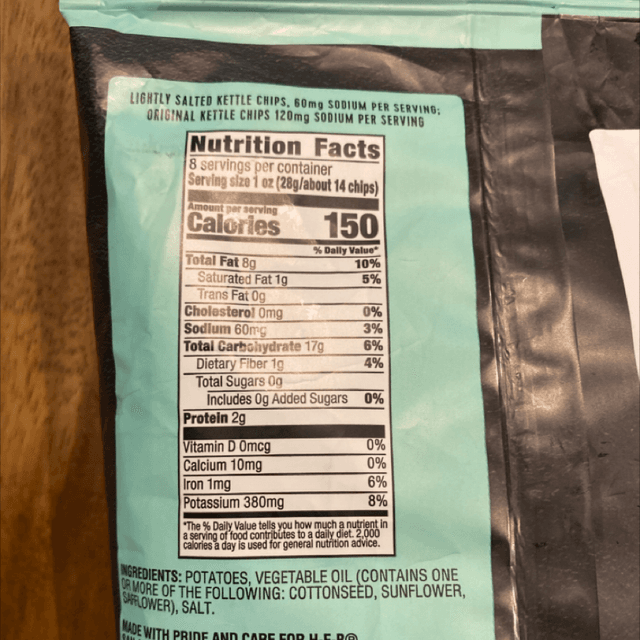 LIGHTLY SALTED KETTLE CHIPS, 60mg SODIUM PER SERVING;
ORIGINAL KETTLE CHIPS 120mg SODIUM PER SERVING
Nutrition Facts
8 servings per container
Serving size 1 oz (28g/about 14 chips)
Amount per serving
Calories 150
% Daily Value*
Total Fat 8g 10%
Saturated Fat 1g 5%
Trans Fat 0g
Cholesterol 0mg 0%
Sodium 60mg 3%
Total Carbohydrate 17g 6%
Dietary Fiber 1g 4%
Total Sugars 0g
Includes 0g Added Sugars 0%
Protein 2g
Vitamin D 0mcg 0%
Calcium 10mg 0%
Iron 1mg 6%
Potassium 380mg 8%
*The % Daily Value tells you how much a nutrient in
a serving of food contributes to a daily diet. 2,000
calories a day is used for general nutrition advice.
INGREDIENTS: POTATOES, VEGETABLE OIL (CONTAINS ONE
OR MORE OF THE FOLLOWING: COTTONSEED, SUNFLOWER,
SAFFLOWER), SALT.
MADE WITH PRIDE AND CARE FOR H-E-B®